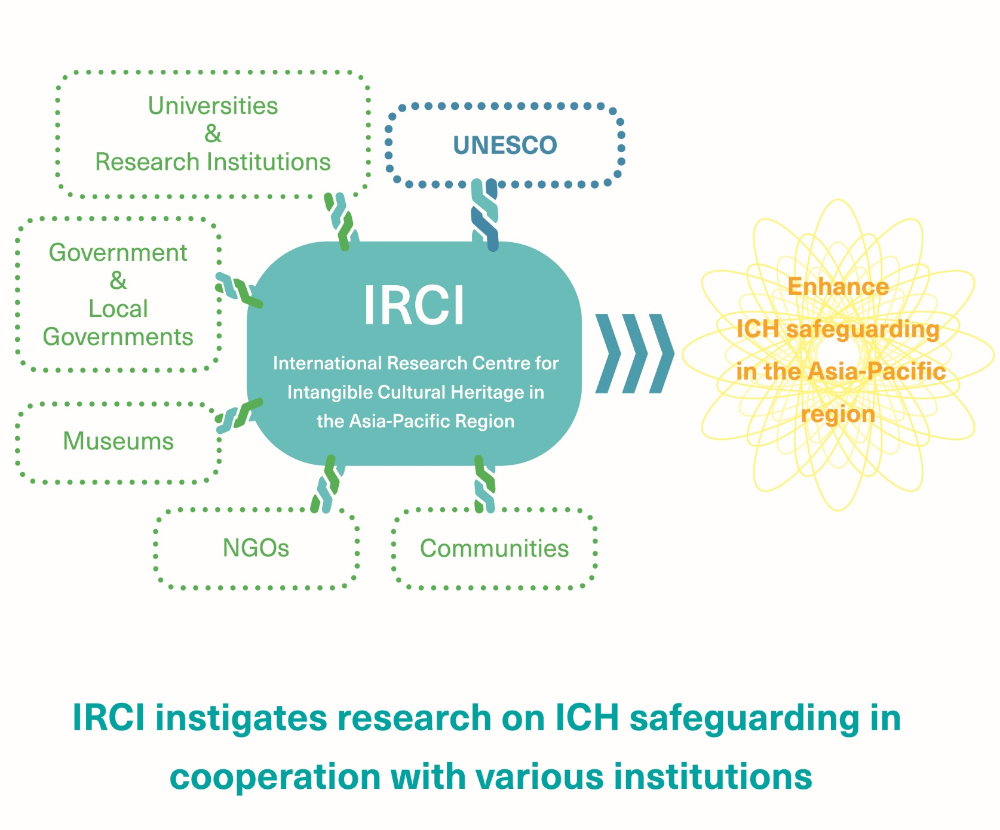 Universities
&
Research Institutions
UNESCO
Government
&
Local
Governments
Museums
IRCI
International Research Centre for
Intangible Cultural Heritage in
the Asia-Pacific Region
NGOs
Communities
Enhance
ICH safeguarding
in the Asia-Pacific
region
IRCI instigates research on ICH safeguarding in
cooperation with various institutions